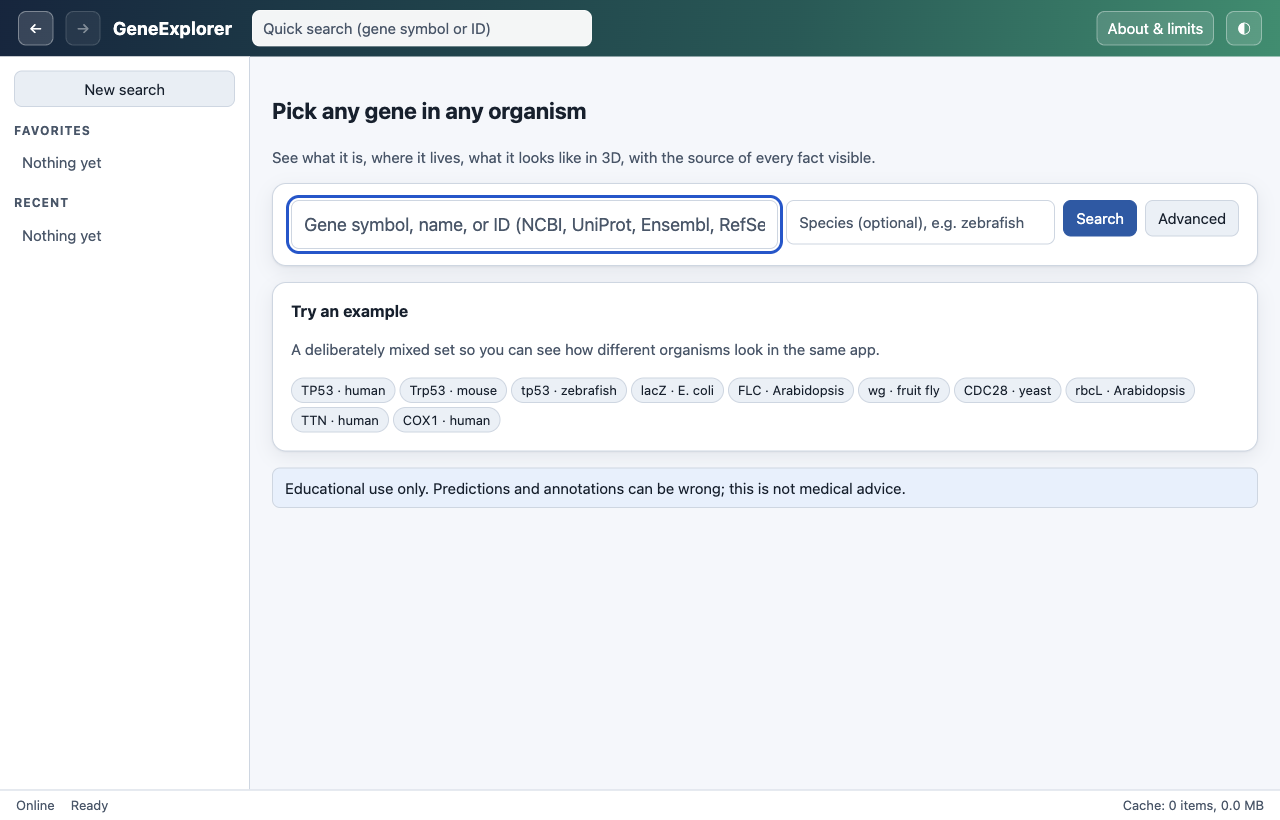 GeneExplorer
Quick search (gene symbol or ID)
About & limits
New search
FAVORITES
Nothing yet
RECENT
Nothing yet
Pick any gene in any organism
See what it is, where it lives, what it looks like in 3D, with the source of every fact visible.
Gene symbol, name, or ID (NCBI, UniProt, Ensembl, RefSe
Species (optional), e.g. zebrafish
Search
Advanced
Try an example
A deliberately mixed set so you can see how different organisms look in the same app.
TP53 · human
Trp53 · mouse
tp53 · zebrafish
lacZ · E. coli
FLC · Arabidopsis
wg · fruit fly
CDC28 · yeast
rbcL · Arabidopsis
TTN · human
COX1 · human
Educational use only. Predictions and annotations can be wrong; this is not medical advice.
Online
Ready
Cache: 0 items, 0.0 MB